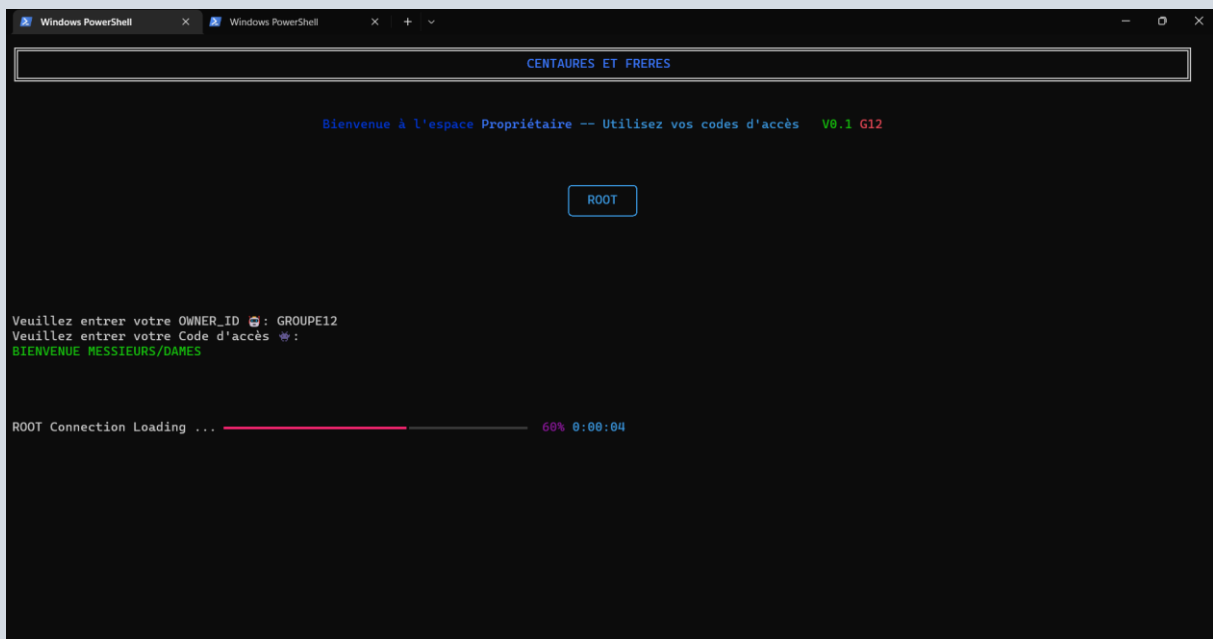 Windows PowerShell Windows PowerShell
CENTAURES ET FRERES
Bienvenue à l'espace Propriétaire -- Utilisez vos codes d'accès V0.1 G12
ROOT
Veuillez entrer votre OWNER_ID 🎅: GROUPE12
Veuillez entrer votre Code d'accès 👾:
BIENVENUE MESSIEURS/DAMES
ROOT Connection Loading ... 60% 0:00:04